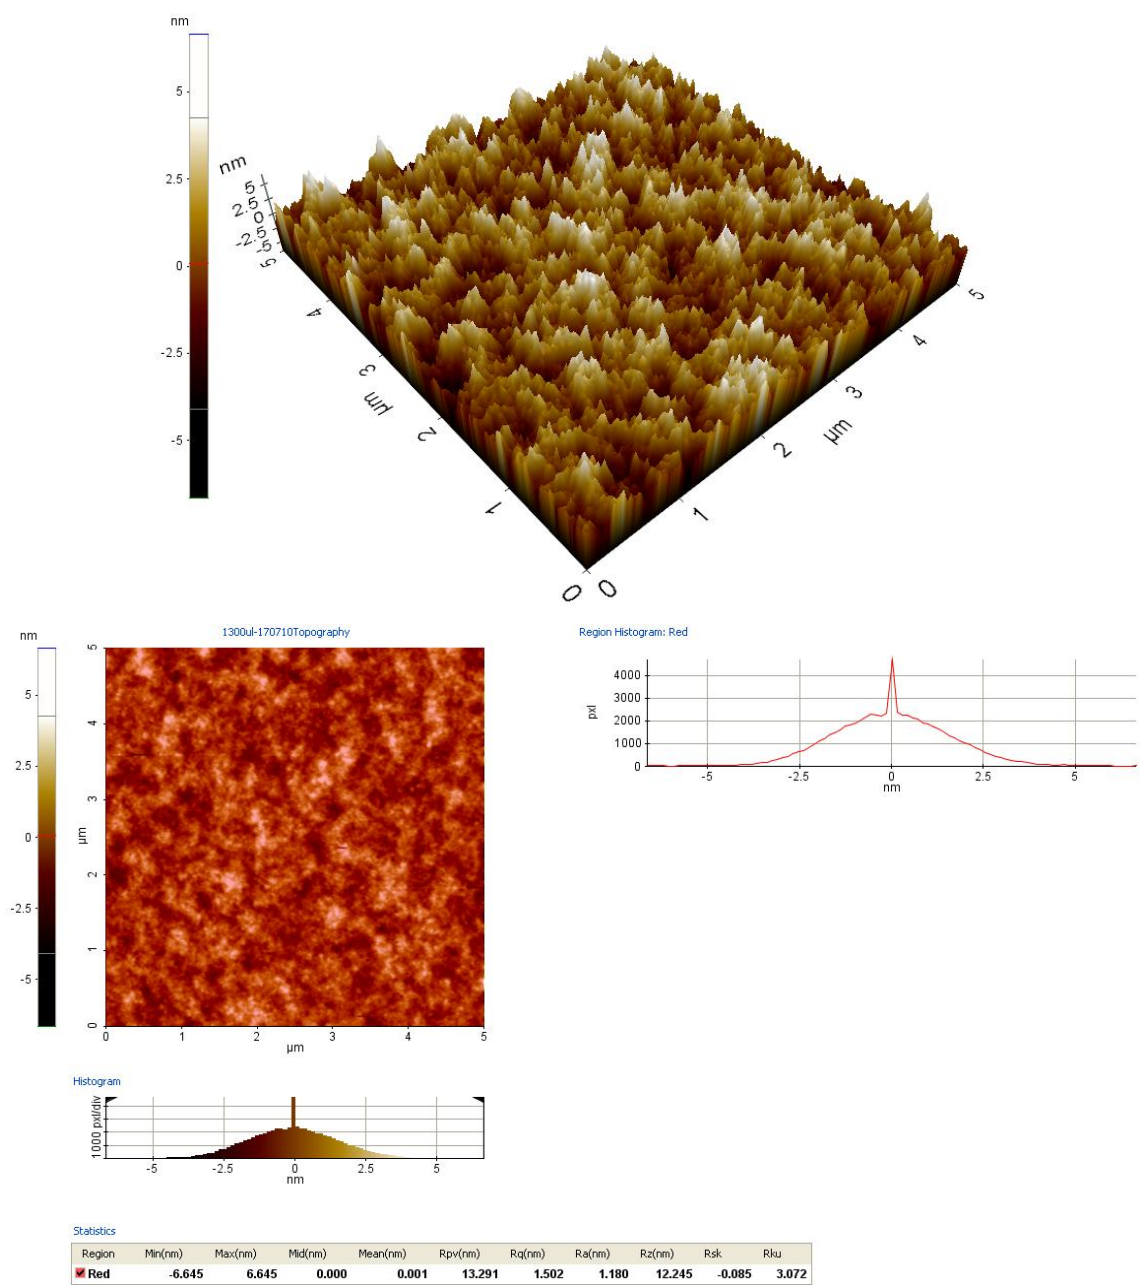 nm
5
2.5
0
-2.5
-5
nm
5
2.5
0
-2.5
-5
5
4
3
µm
2
1
0
0
1
2
µm
3
4
5
1300ul-170710Topography
nm
5
2.5
0
-2.5
-5
5
4
3
µm
2
1
0
0 1 2 3 4 5
µm
Region Histogram: Red
pxl
4000
3000
2000
1000
0
-5 -2.5 0 2.5 5
nm
Histogram
1000 pxl/div
-5 -2.5 0 2.5 5
nm
Statistics
Region Min(nm) Max(nm) Mid(nm) Mean(nm) Rpv(nm) Rq(nm) Ra(nm) Rz(nm) Rsk Rku
Red -6.645 6.645 0.000 0.001 13.291 1.502 1.180 12.245 -0.085 3.072